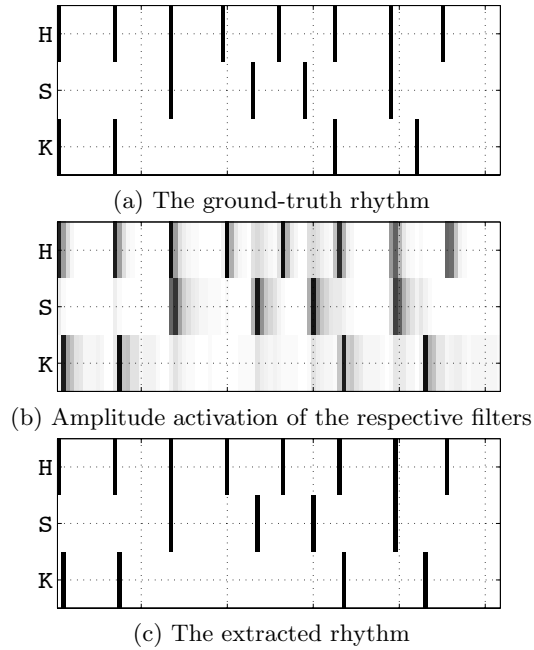 H
S
K
(a) The ground-truth rhythm
H
S
K
(b) Amplitude activation of the respective filters
H
S
K
(c) The extracted rhythm